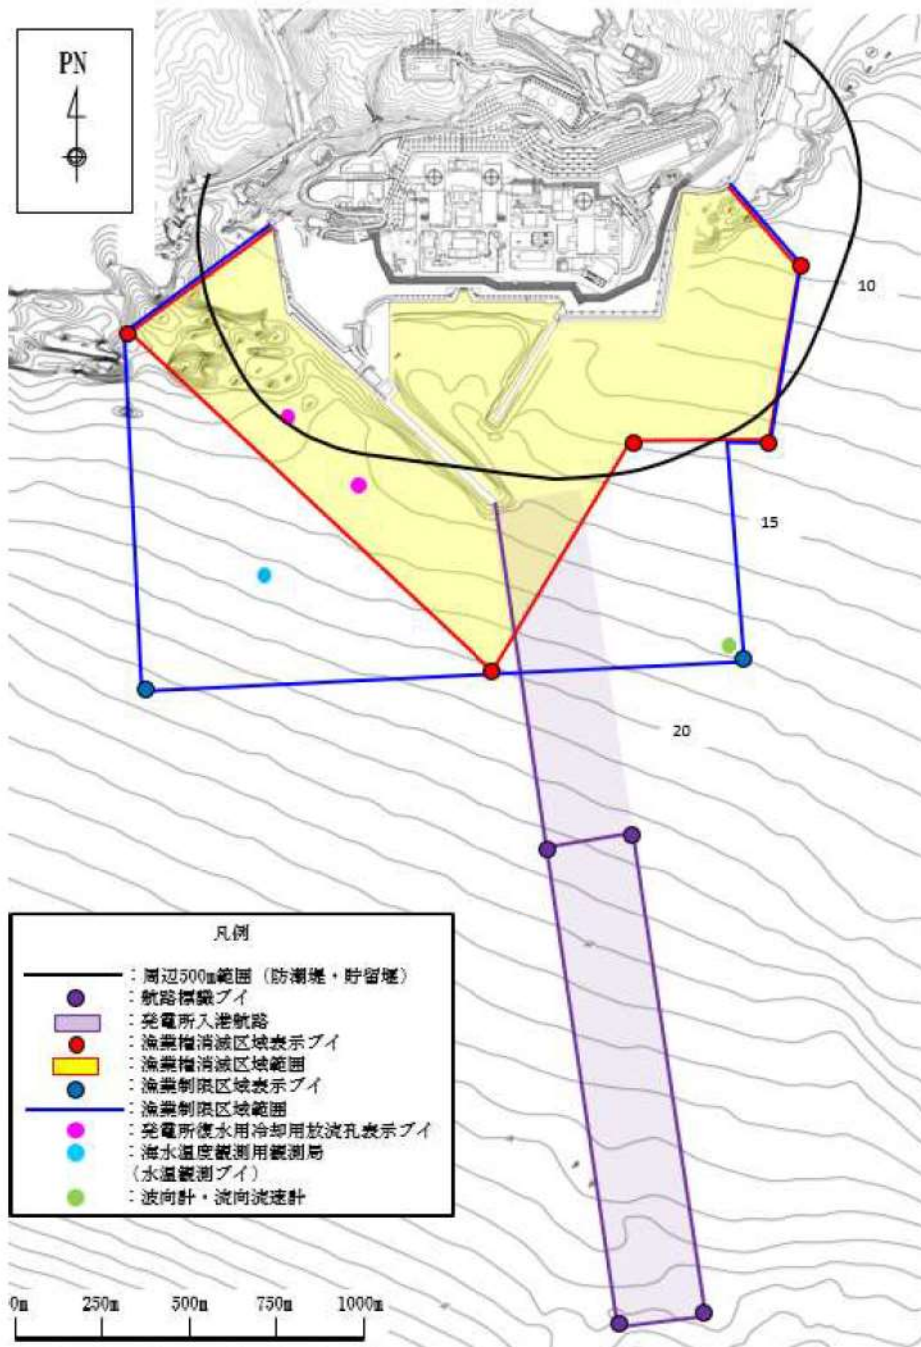 PN
10
15
20
凡例
：周辺500m範囲（防潮堤・貯留堰）
：航路標識ブイ
：発電所入港航路
：漁業権消滅区域表示ブイ
：漁業権消滅区域範囲
：漁業制限区域表示ブイ
：漁業制限区域範囲
：発電所復水用冷却用放流孔表示ブイ
：海水温度観測用観測局
（水温観測ブイ）
：波向計・流向流速計
0m 250m 500m 750m 1000m